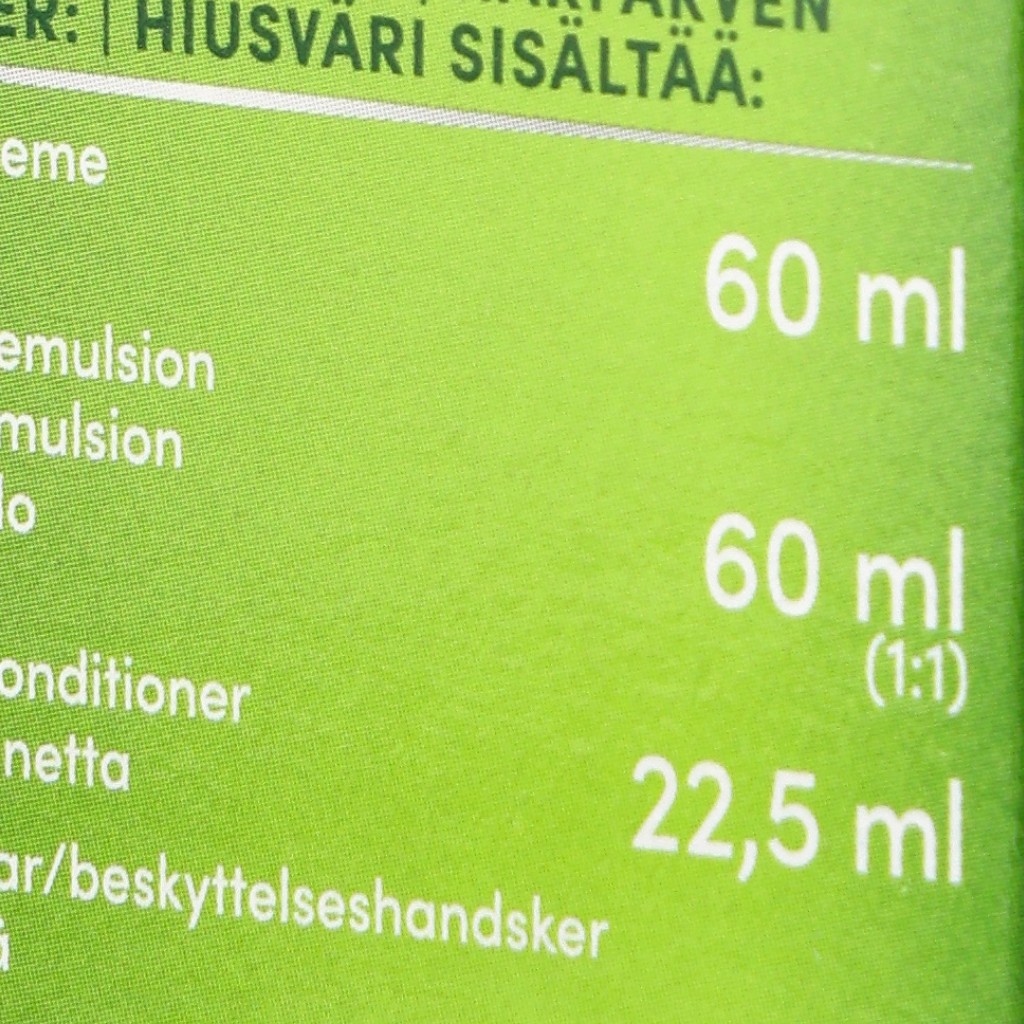 ER: | HIUSVÄRI SISÄLTÄÄ:
eme
60 ml
emulsion
mulsion
lo
60 ml
(1:1)
onditioner
netta
22,5 ml
ar/beskyttelseshandsker